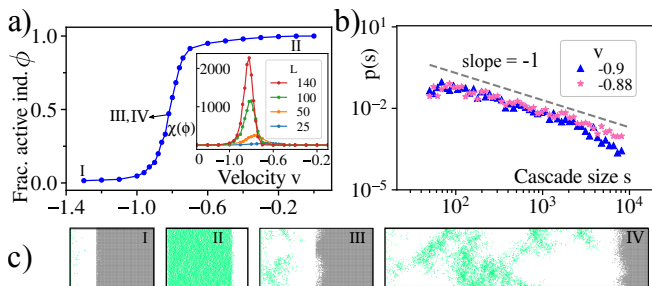 a)
Frac. active ind. ϕ
1.0
0.5
0.0
I
III, IV
II
χ(ϕ)
2000
1000
0
-1.0
-0.6
-0.2
L
140
100
50
25
Velocity v
−1.4
−1.0
−0.6
−0.2
b)
p(s)
10¹
10⁻²
10⁻⁵
slope = -1
v
-0.9
-0.88
Cascade size s
10²
10³
10⁴
c)
I
II
III
IV